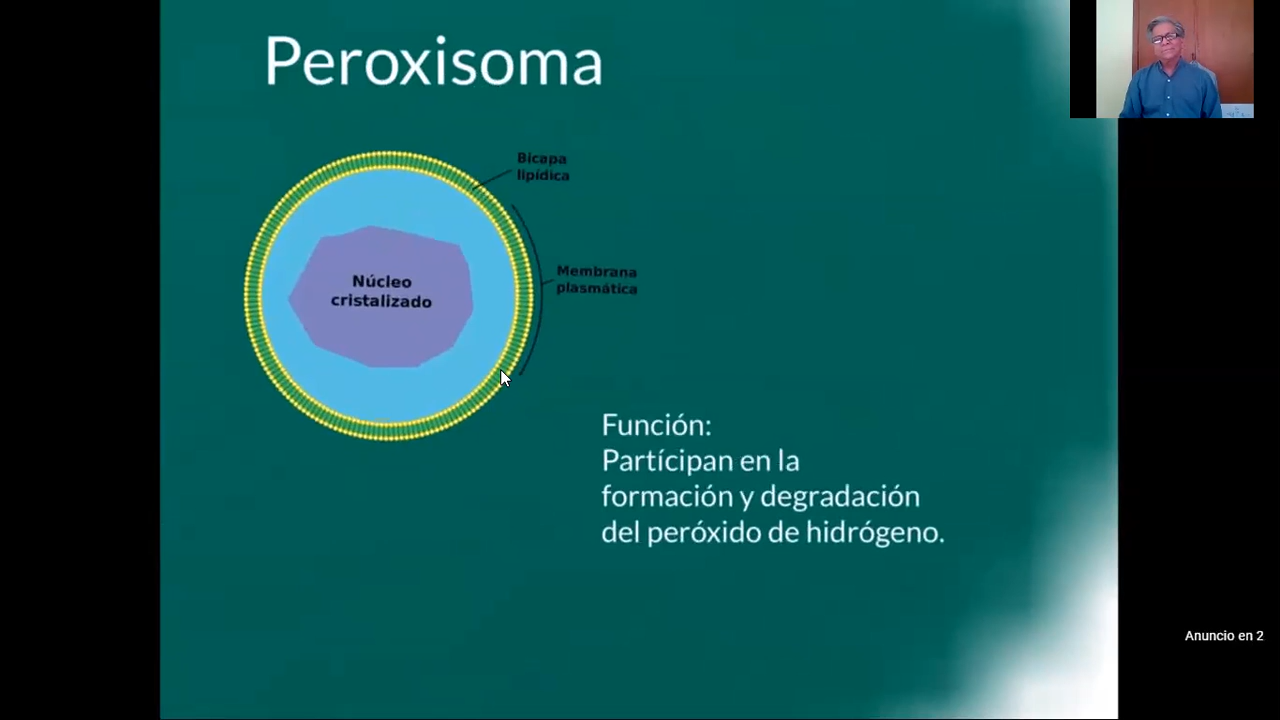 Peroxisoma
Bicapa
lipídica
Núcleo
cristalizado
Membrana
plasmática
Función:
Partícipan en la
formación y degradación
del peróxido de hidrógeno.
Anuncio en 2